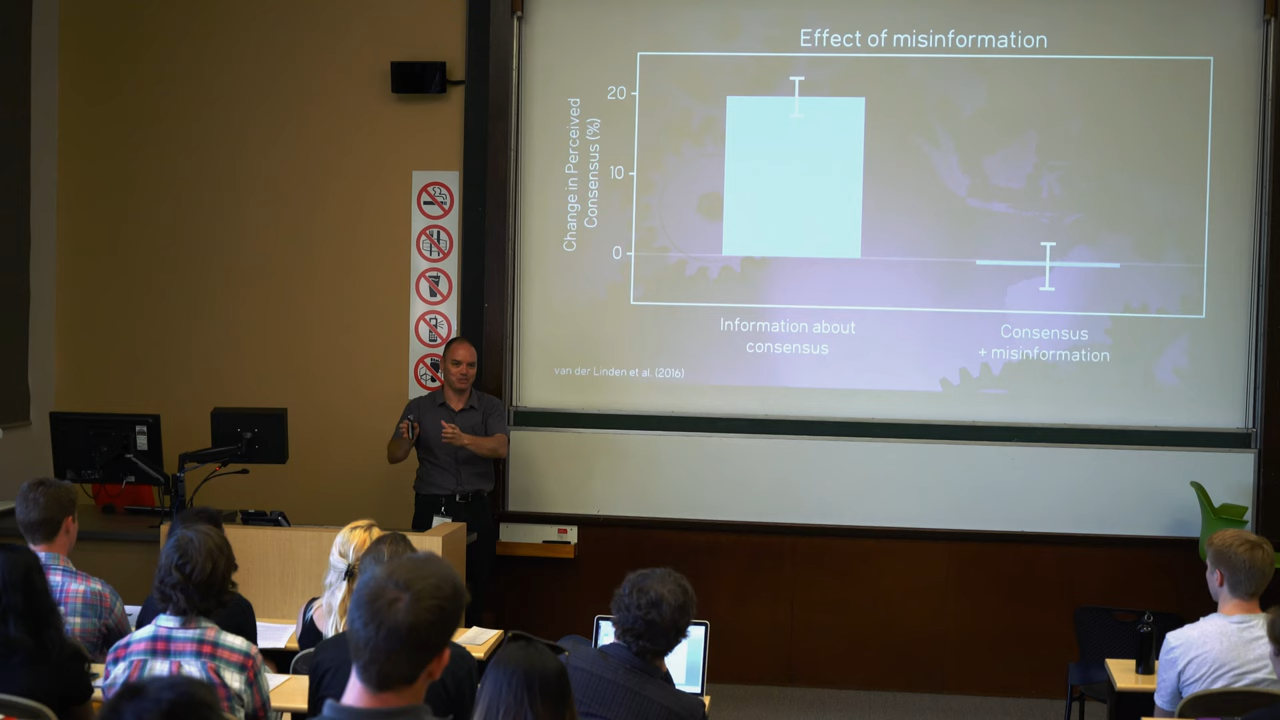 Effect of misinformation
Change in Perceived
Consensus (%)
20
10
0
Information about
consensus
Consensus
+ misinformation
van der Linden et al. (2016)